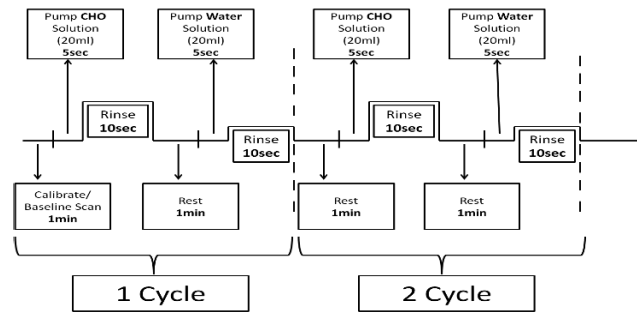 Pump CHO
Solution
(20ml)
5sec
Pump Water
Solution
(20ml)
5sec
Pump CHO
Solution
(20ml)
5sec
Pump Water
Solution
(20ml)
5sec
Rinse
10sec
Rinse
10sec
Rinse
10sec
Rinse
10sec
Calibrate/
Baseline Scan
1min
Rest
1min
Rest
1min
Rest
1min
1 Cycle
2 Cycle